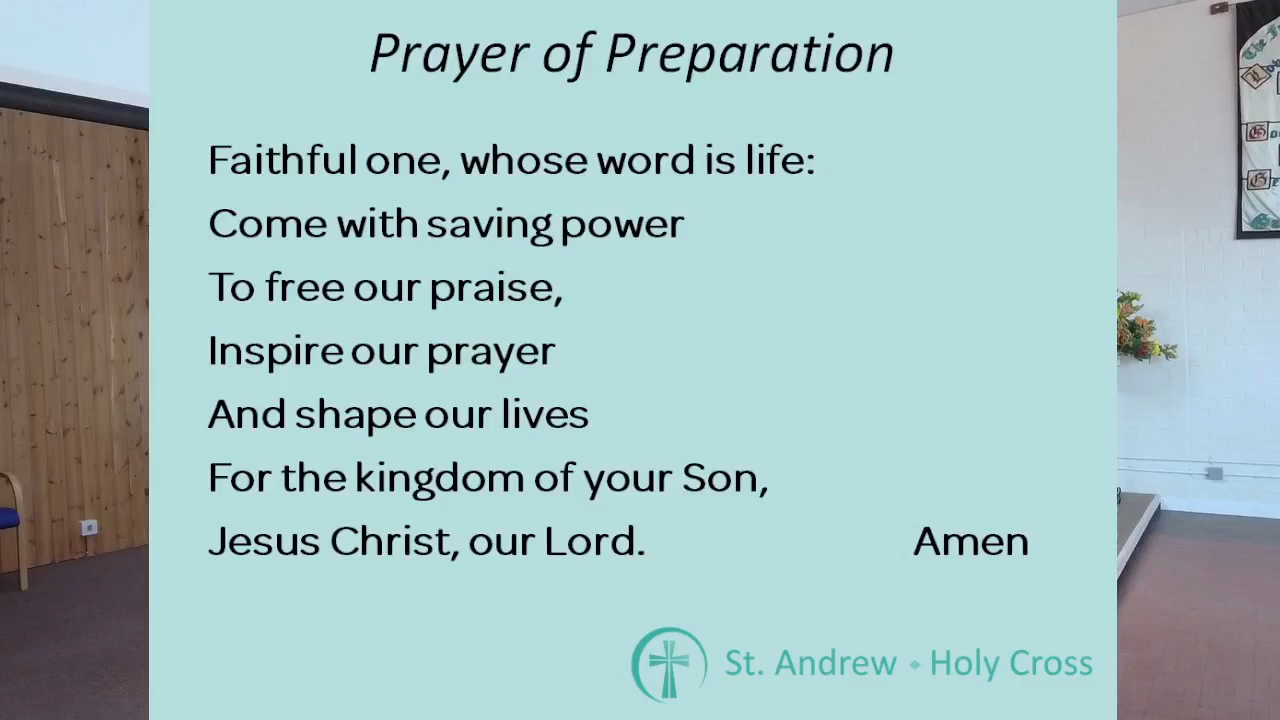 Prayer of Preparation
Faithful one, whose word is life:
Come with saving power
To free our praise,
Inspire our prayer
And shape our lives
For the kingdom of your Son,
Jesus Christ, our Lord. Amen
St. Andrew • Holy Cross